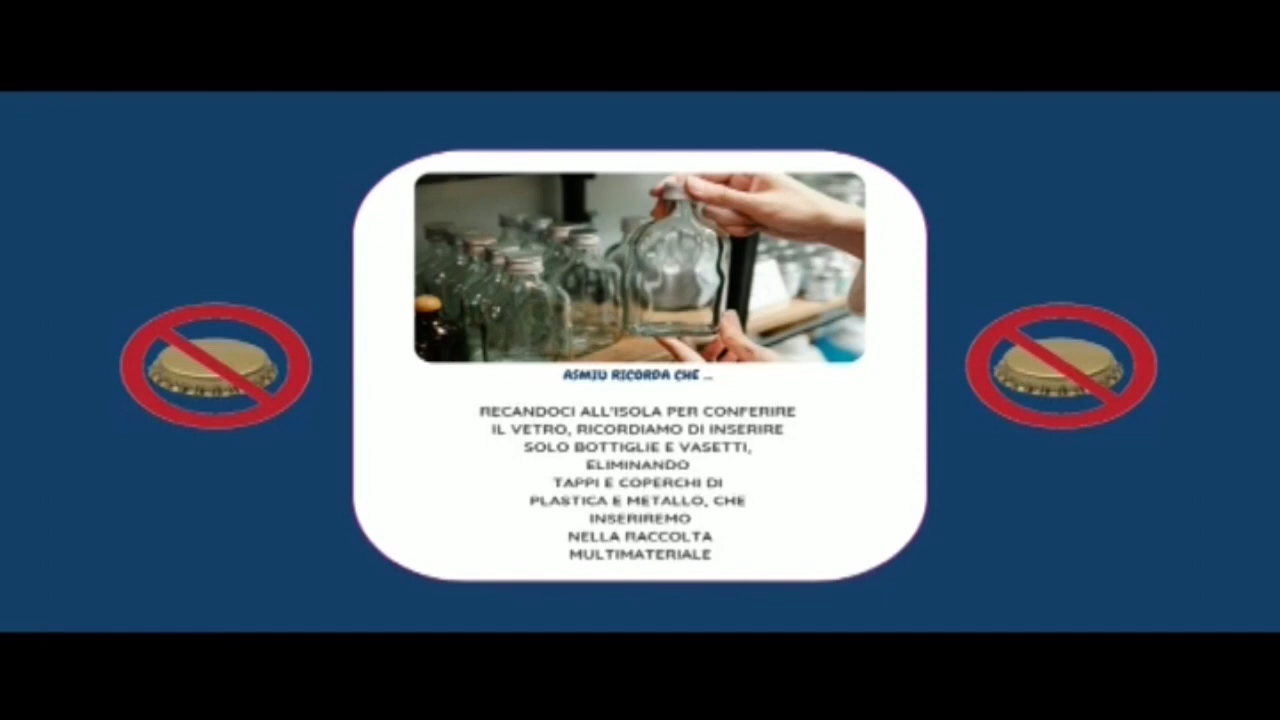 ASMIU RICORDA CHE ...
RECANDOCI ALL'ISOLA PER CONFERIRE
IL VETRO, RICORDIAMO DI INSERIRE
SOLO BOTTIGLIE E VASETTI,
ELIMINANDO
TAPPI E COPERCHI DI
PLASTICA E METALLO, CHE
INSERIREMO
NELLA RACCOLTA
MULTIMATERIALE